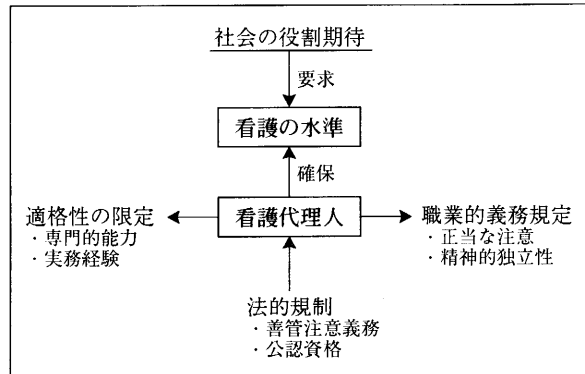 社会の役割期待
要求
看護の水準
確保
適格性の限定
・専門的能力
・実務経験
看護代理人
職業的義務規定
・正当な注意
・精神的独立性
法的規制
・善管注意義務
・公認資格